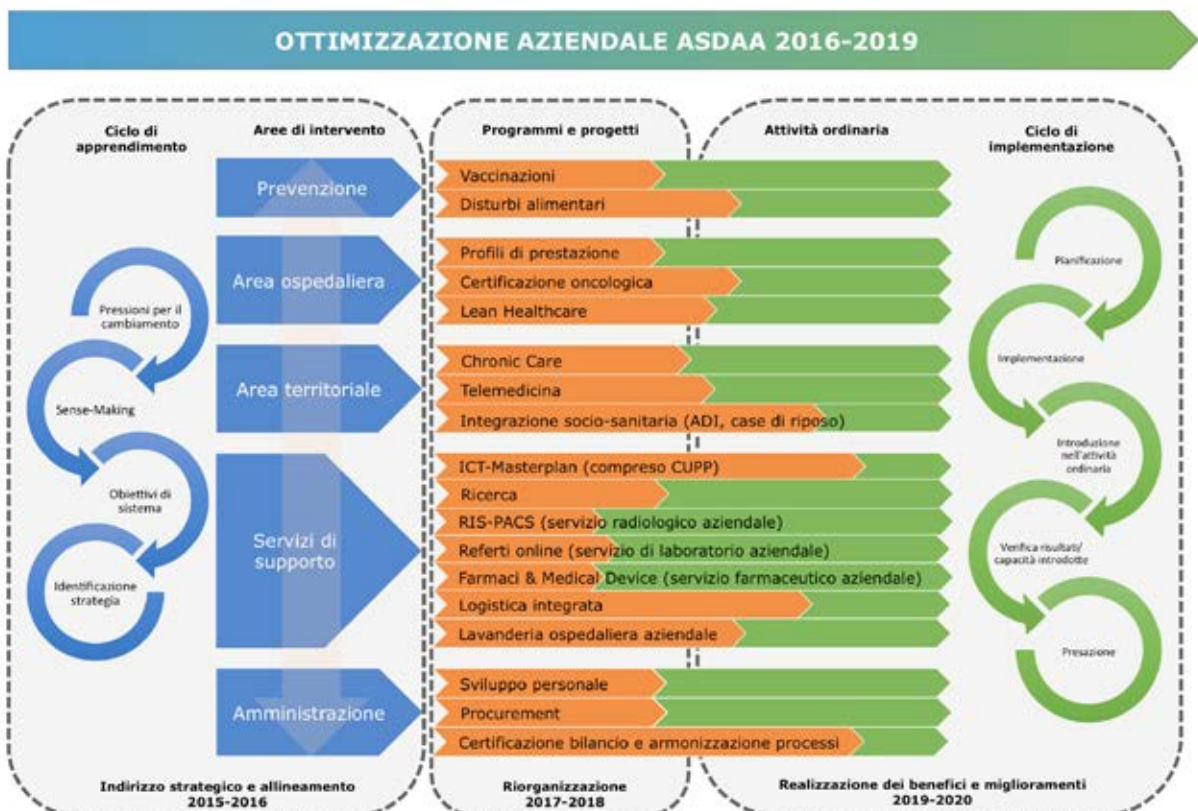 OTTIMIZZAZIONE AZIENDALE ASDAA 2016-2019
Ciclo di
apprendimento
Aree di intervento
Programmi e progetti
Attività ordinaria
Ciclo di
implementazione
Pressioni per il
cambiamento
Sense-Making
Obiettivi di
sistema
Identificazione
strategia
Prevenzione
Area ospedaliera
Area territoriale
Servizi di
supporto
Amministrazione
Vaccinazioni
Disturbi alimentari
Profili di prestazione
Certificazione oncologica
Lean Healthcare
Chronic Care
Telemedicina
Integrazione socio-sanitaria (ADI, case di riposo)
ICT-Masterplan (compreso CUPP)
Ricerca
RIS-PACS (servizio radiologico aziendale)
Referti online (servizio di laboratorio aziendale)
Farmaci & Medical Device (servizio farmaceutico aziendale)
Logistica integrata
Lavanderia ospedaliera aziendale
Sviluppo personale
Procurement
Certificazione bilancio e armonizzazione processi
Planificazione
Implementazione
Introduzione
nell'attività
ordinaria
Verifica risultati/
capacità introdotte
Presazione
Indirizzo strategico e allineamento
2015-2016
Riorganizzazione
2017-2018
Realizzazione dei benefici e miglioramenti
2019-2020